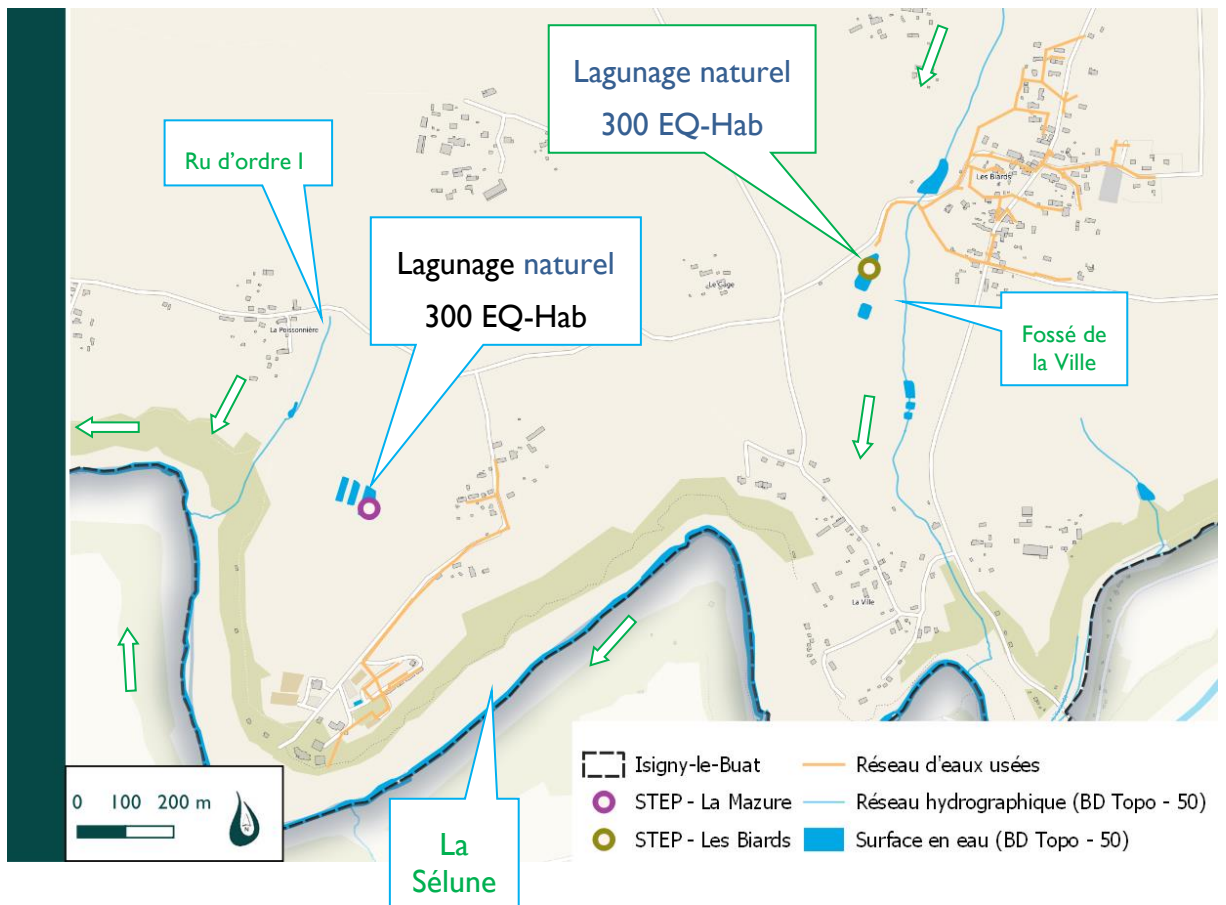 Lagunage naturel
300 EQ-Hab
Ru d'ordre I
Les Biards
Lagunage naturel
300 EQ-Hab
Le Gage
La Poissonnière
Fossé de
la Ville
La Ville
0 100 200 m
La
Sélune
Isigny-le-Buat
STEP - La Mazure
STEP - Les Biards
Réseau d'eaux usées
Réseau hydrographique (BD Topo - 50)
Surface en eau (BD Topo - 50)